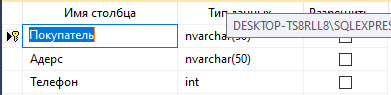 Имя столбца Тип данных Разрешить
DESKTOP-TS8RLL8\SQLEXPRES
Покупатель nvarchar(50)
Адерс nvarchar(50)
Телефон int